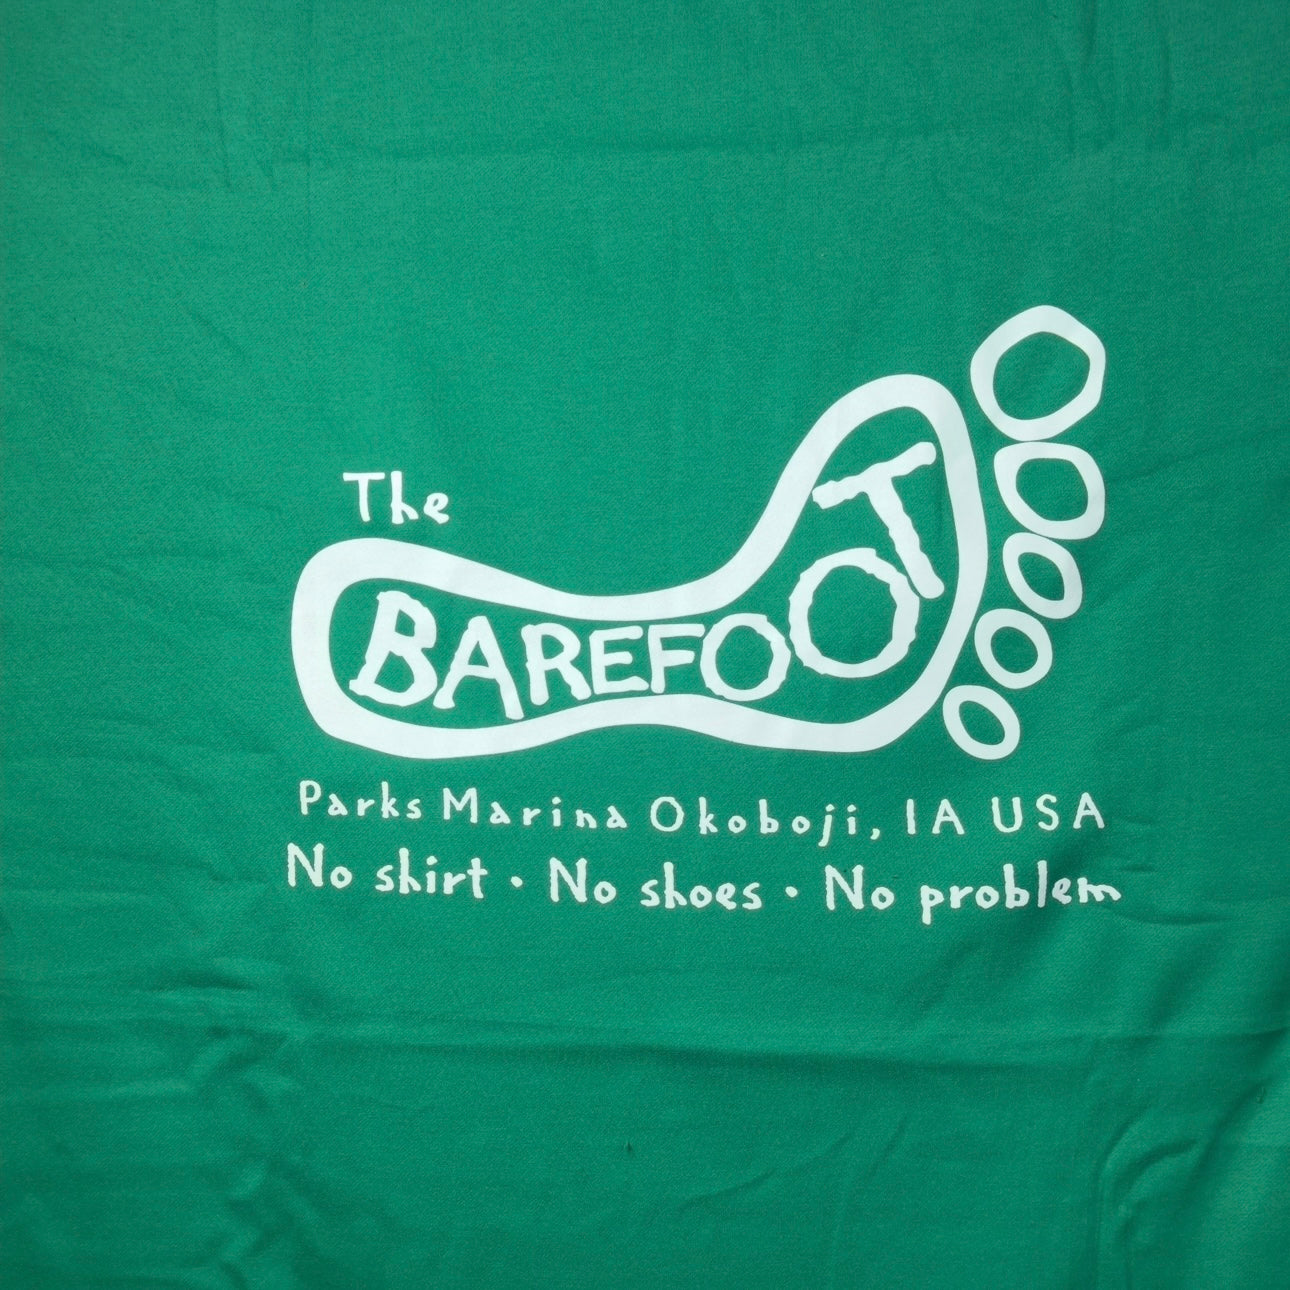 The
BAREFOOT
Parks Marina Okoboji, IA USA
No shirt • No shoes • No problem